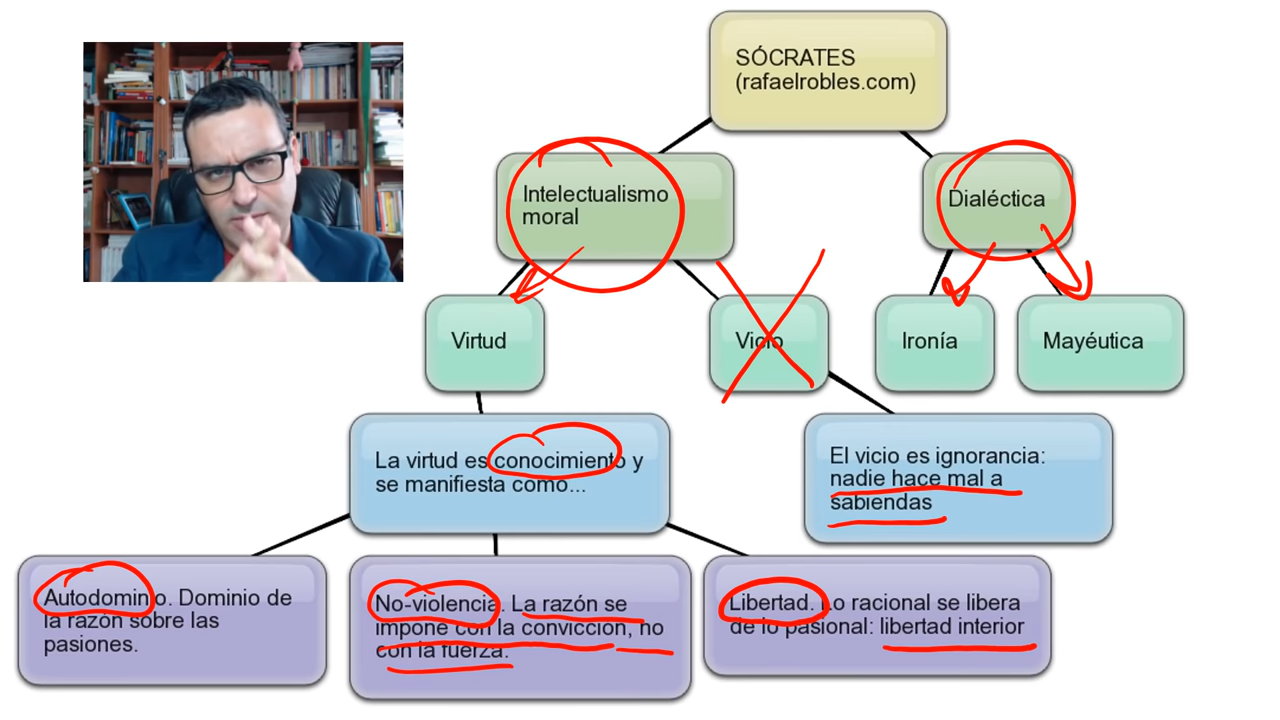 SÓCRATES
(rafaelrobles.com)
Intelectualismo
moral
Dialéctica
Virtud
Vicio
Ironía
Mayéutica
La virtud es conocimiento y
se manifiesta como...
El vicio es ignorancia:
nadie hace mal a
sabiendas
Autodominio. Dominio de
la razón sobre las
pasiones.
No-violencia. La razón se
impone con la convicción, no
con la fuerza.
Libertad. Lo racional se libera
de lo pasional: libertad interior